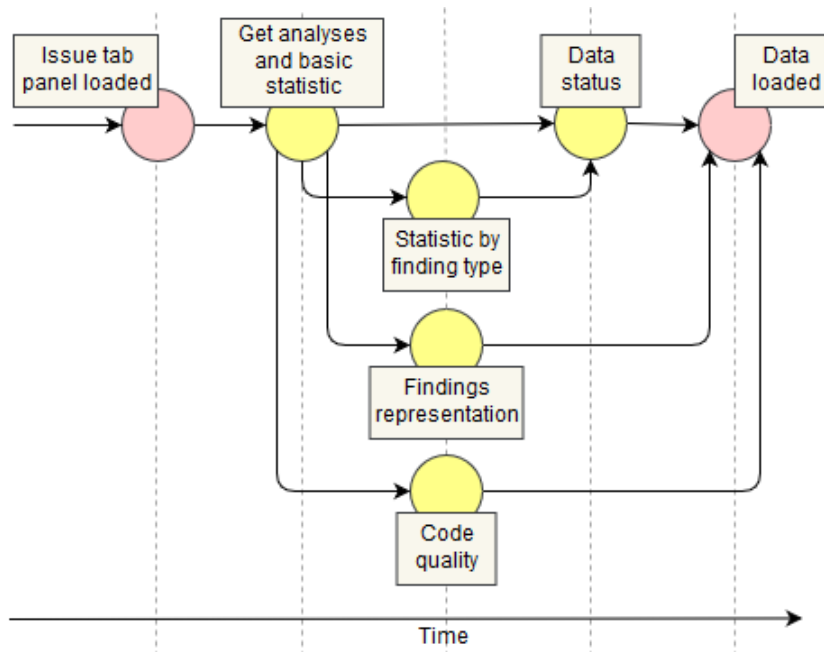 Issue tab
panel loaded
Get analyses
and basic
statistic
Data
status
Data
loaded
Statistic by
finding type
Findings
representation
Code
quality
Time